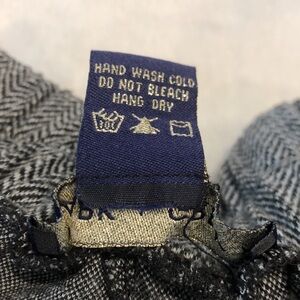 HAND WASH COLD
DO NOT BLEACH
HANG DRY